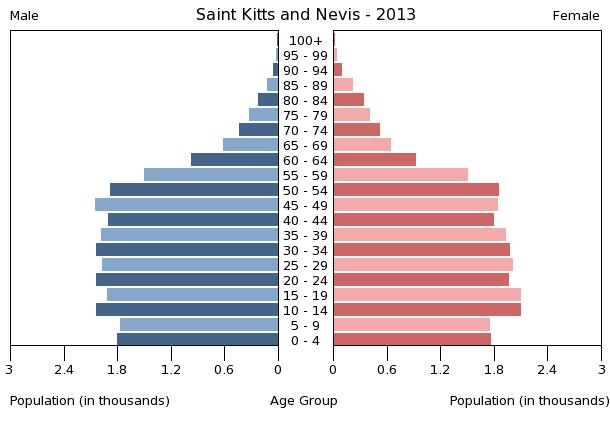 Saint Kitts and Nevis - 2013
Male
Female
100+
95 - 99
90 - 94
85 - 89
80 - 84
75 - 79
70 - 74
65 - 69
60 - 64
55 - 59
50 - 54
45 - 49
40 - 44
35 - 39
30 - 34
25 - 29
20 - 24
15 - 19
10 - 14
5 - 9
0 - 4
3 2.4 1.8 1.2 0.6 0 0 0.6 1.2 1.8 2.4 3
Population (in thousands) Age Group Population (in thousands)